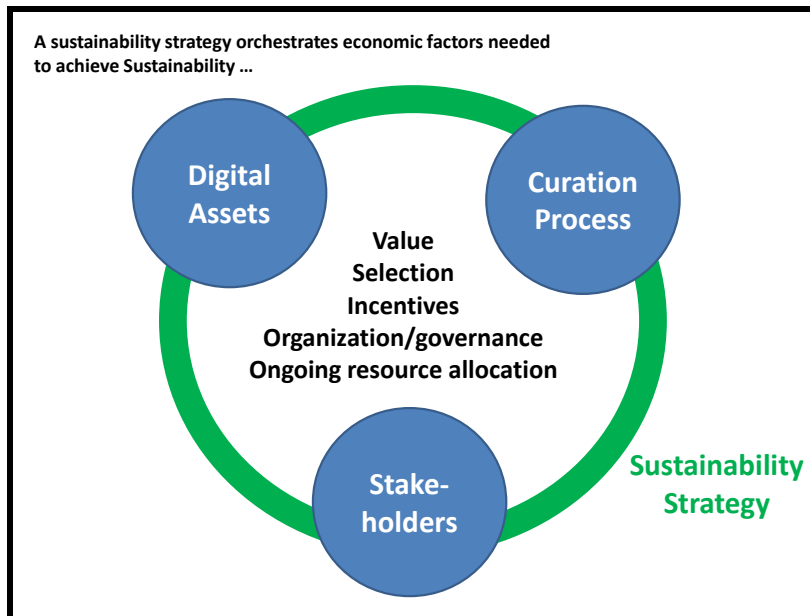 A sustainability strategy orchestrates economic factors needed
to achieve Sustainability ...
Digital
Assets
Curation
Process
Value
Selection
Incentives
Organization/governance
Ongoing resource allocation
Stake-
holders
Sustainability
Strategy